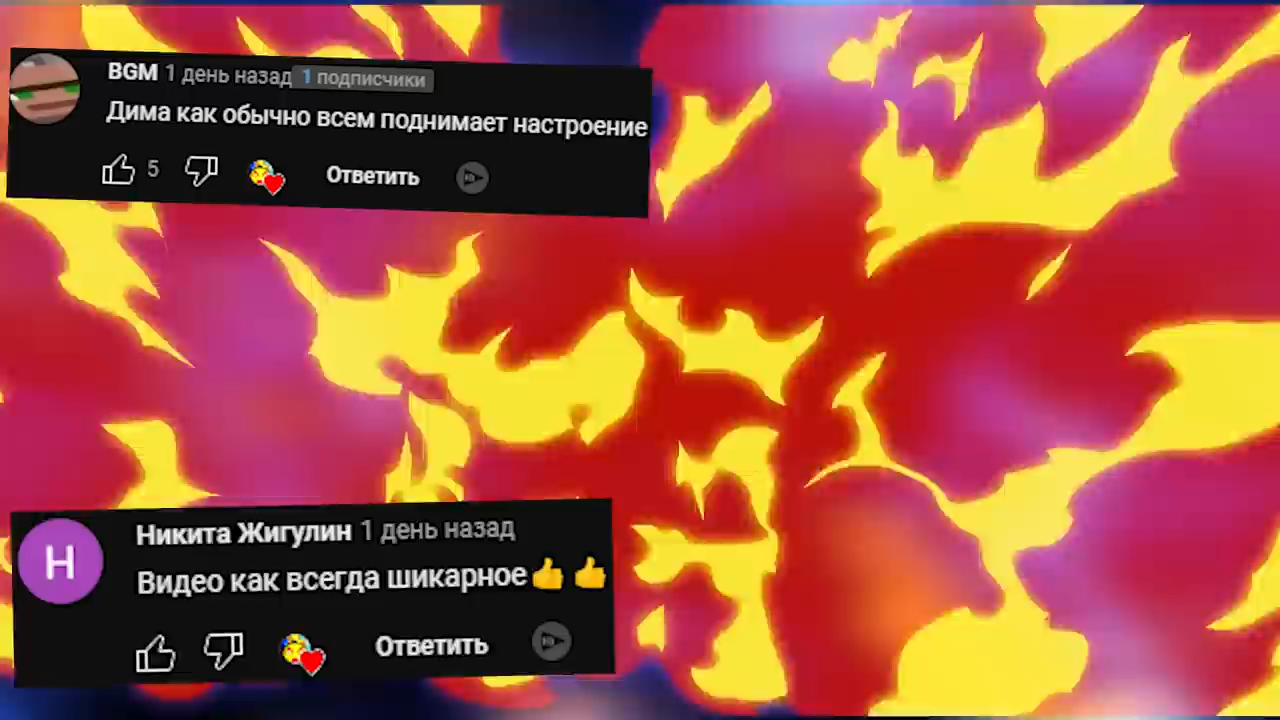 BGM 1 день назад 1 подписчики
Дима как обычно всем поднимает настроение
5 Ответить
Н
Никита Жигулин 1 день назад
Видео как всегда шикарное👍 👍
Ответить